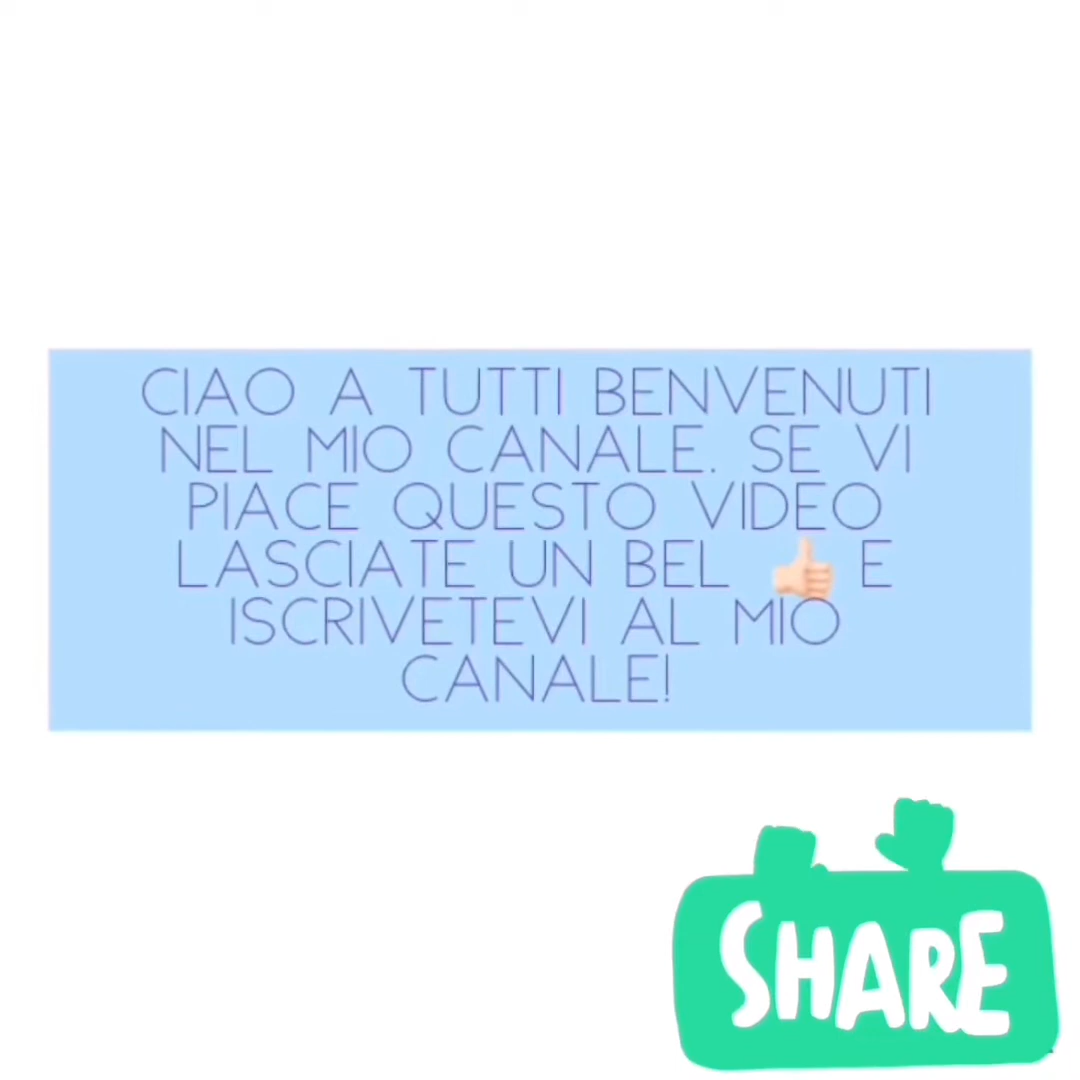 CIAO A TUTTI BENVENUTI
NEL MIO CANALE. SE VI
PIACE QUESTO VIDEO
LASCIATE UN BEL 👍🏻 E
ISCRIVETEVI AL MIO
CANALE!
SHARE